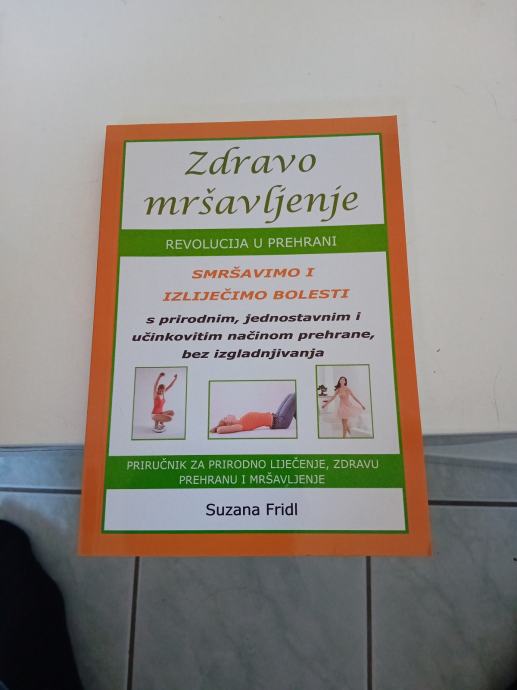 Zdravo
mršavljenje
REVOLUCIJA U PREHRANI
SMRŠAVIMO I
IZLIJEČIMO BOLESTI
s prirodnim, jednostavnim i
učinkovitim načinom prehrane,
bez izgladnjivanja
PRIRUČNIK ZA PRIRODNO LIJEČENJE, ZDRAVU
PREHRANU I MRŠAVLJENJE
Suzana Fridl